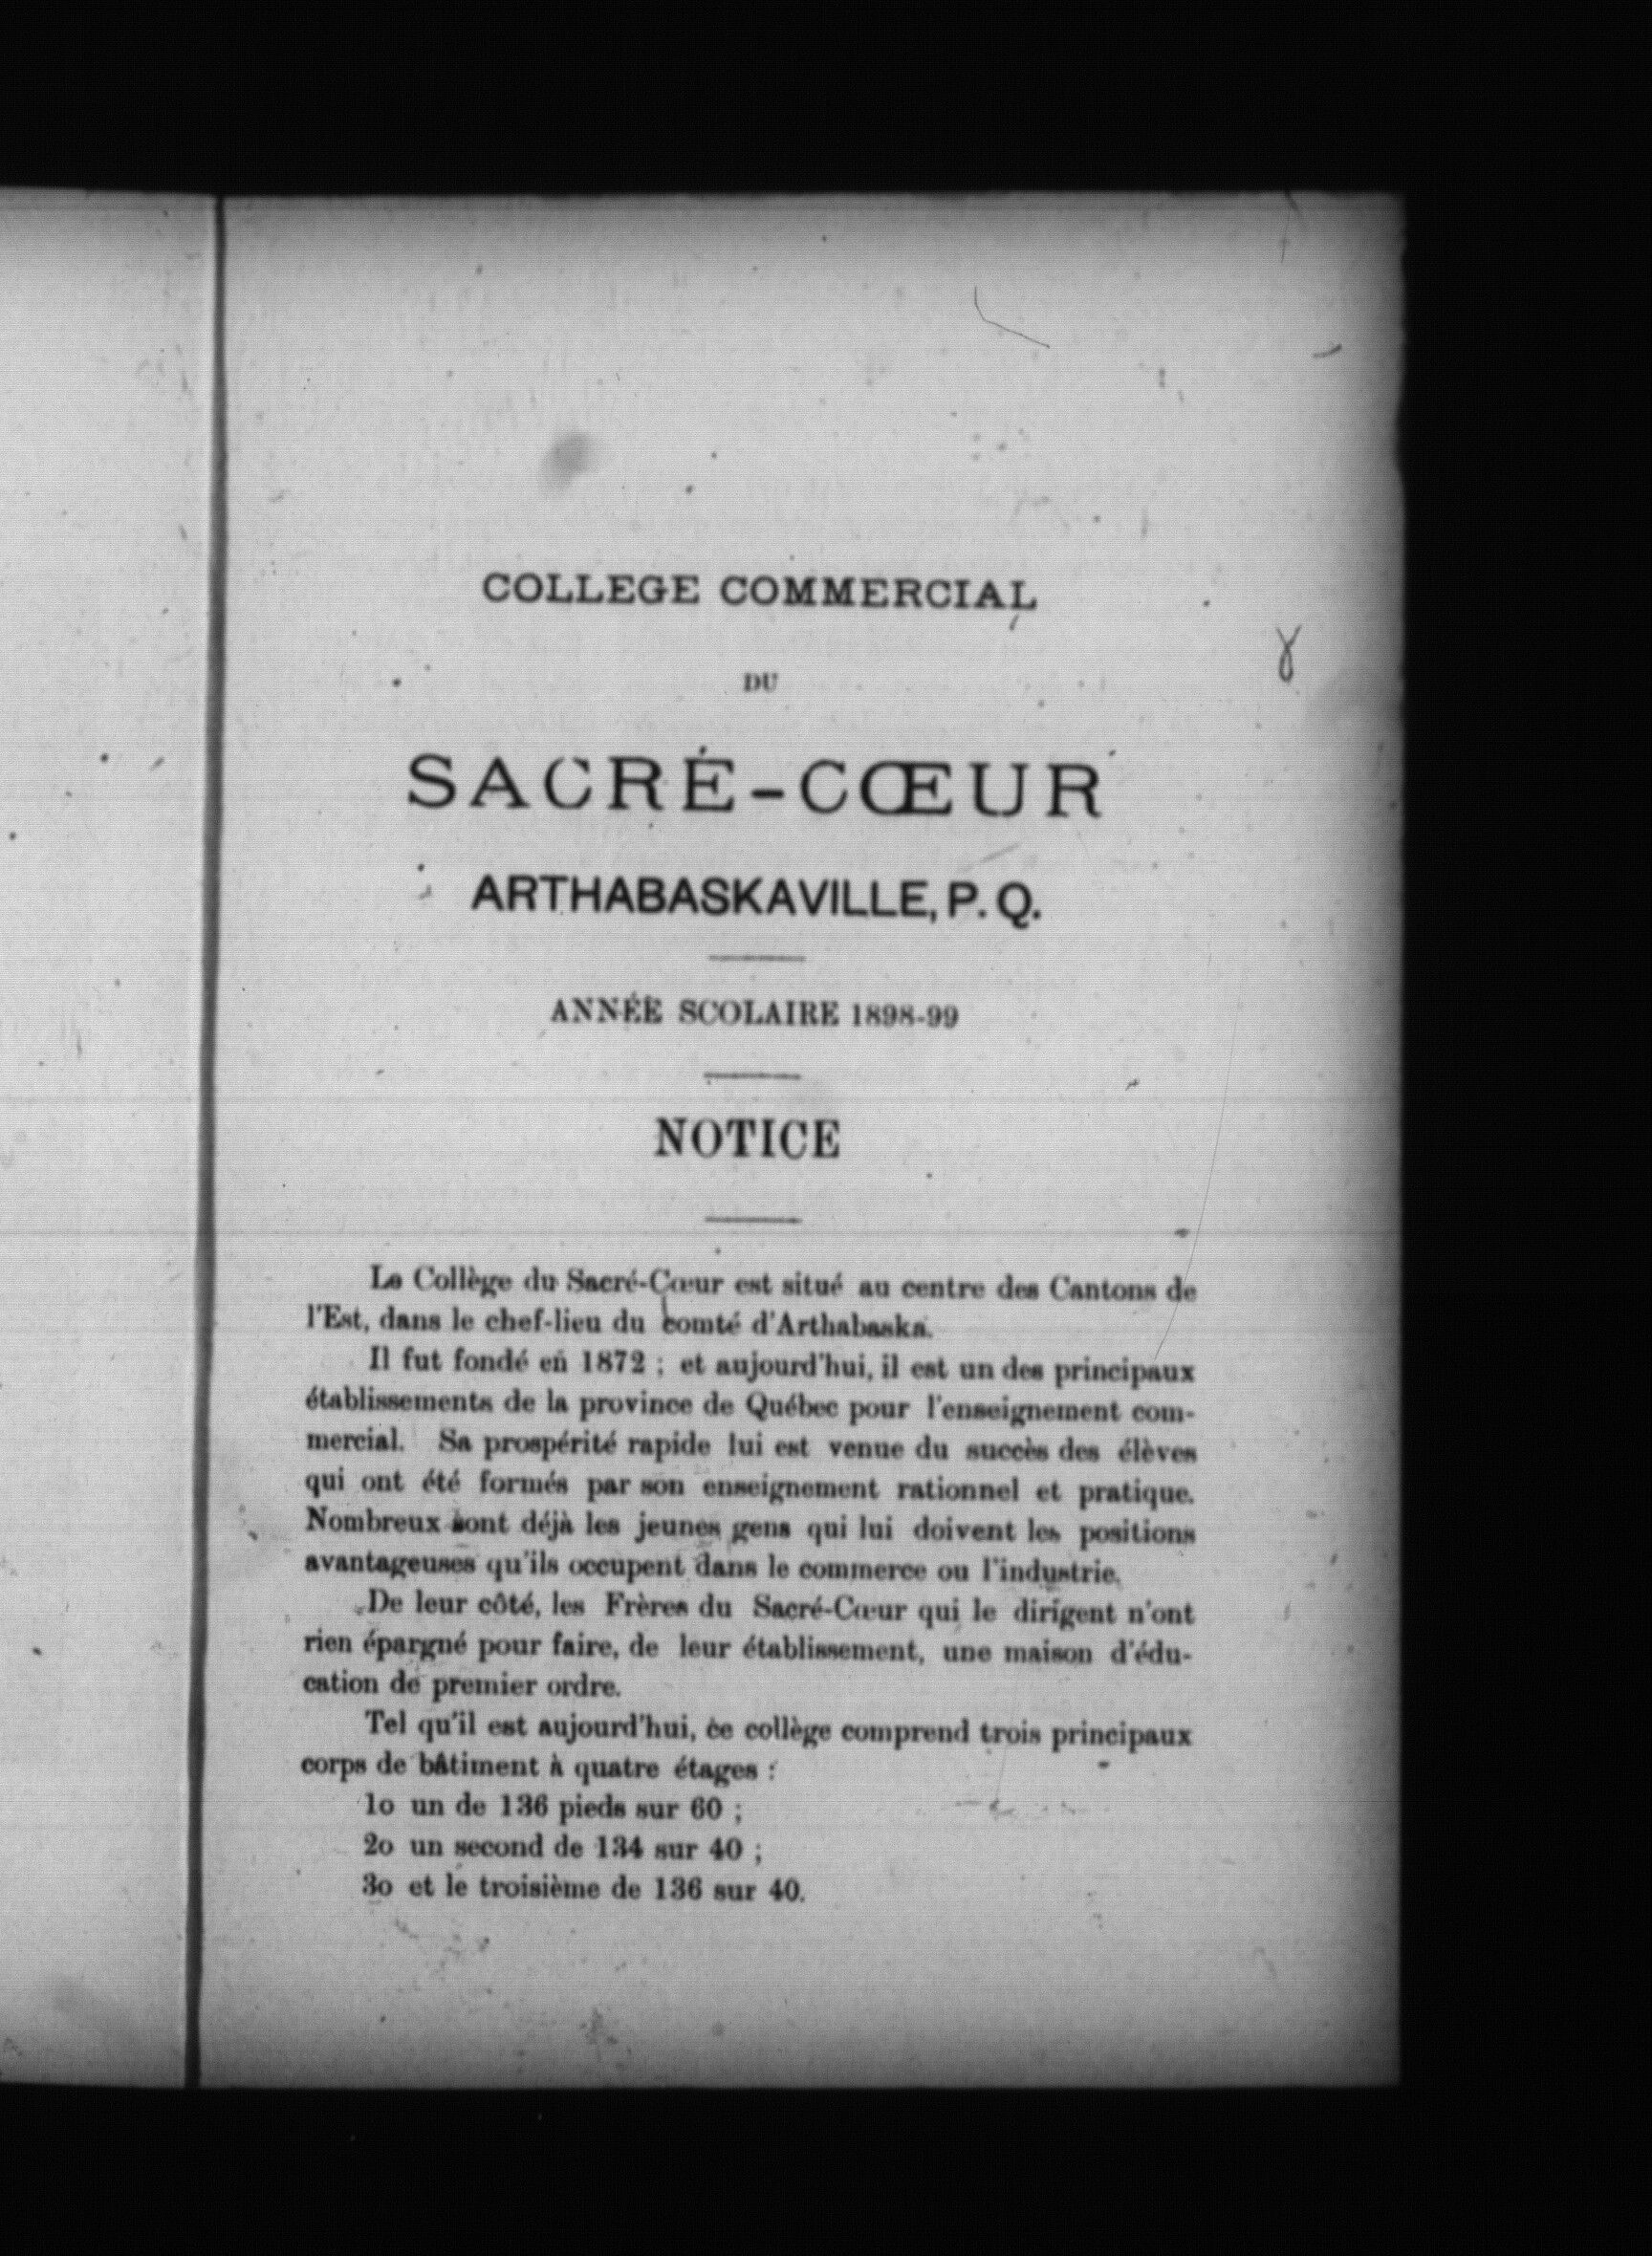 COLLEGE COMMERCIAL
DU
SACRÉ-CŒUR
ARTHABASKAVILLE, P. Q.
ANNÉE SCOLAIRE 1898-99
NOTICE
Le Collège du Sacré-Cœur est situé au centre des Cantons de
l'Est, dans le chef-lieu du comté d'Arthabaska.
Il fut fondé en 1872 ; et aujourd'hui, il est un des principaux
établissements de la province de Québec pour l'enseignement com-
mercial. Sa prospérité rapide lui est venue du succès des élèves
qui ont été formés par son enseignement rationnel et pratique.
Nombreux sont déjà les jeunes gens qui lui doivent les positions
avantageuses qu'ils occupent dans le commerce ou l'industrie.
De leur côté, les Frères du Sacré-Cœur qui le dirigent n'ont
rien épargné pour faire, de leur établissement, une maison d'édu-
cation de premier ordre.
Tel qu'il est aujourd'hui, ce collège comprend trois principaux
corps de bâtiment à quatre étages :
1o un de 136 pieds sur 60 ;
2o un second de 134 sur 40 ;
3o et le troisième de 136 sur 40.